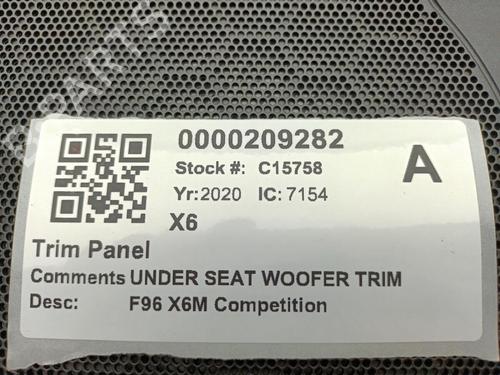 0000209282
Stock #: C15758
A
Yr:2020 IC: 7154
X6
Trim Panel
Comments UNDER SEAT WOOFER TRIM
Desc: F96 X6M Competition